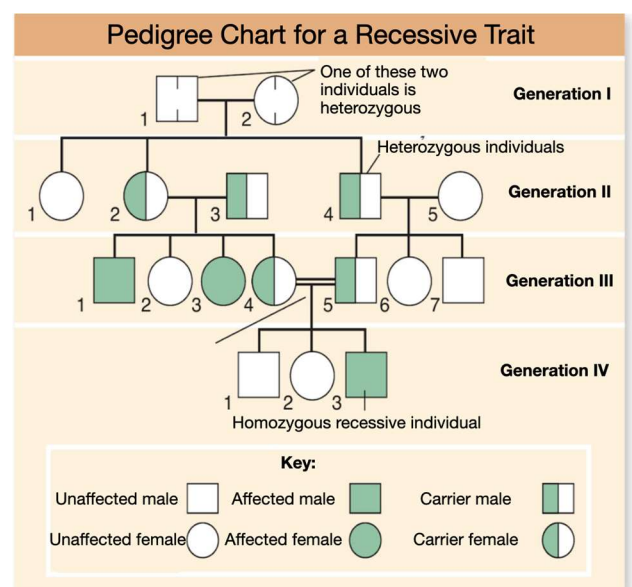 Pedigree Chart for a Recessive Trait
One of these two
individuals is
heterozygous
Generation I
1 2
Heterozygous individuals
Generation II
1 2 3 4 5
Generation III
1 2 3 4 5 6 7
Generation IV
1 2 3
Homozygous recessive individual
Key:
Unaffected male Affected male Carrier male
Unaffected female Affected female Carrier female